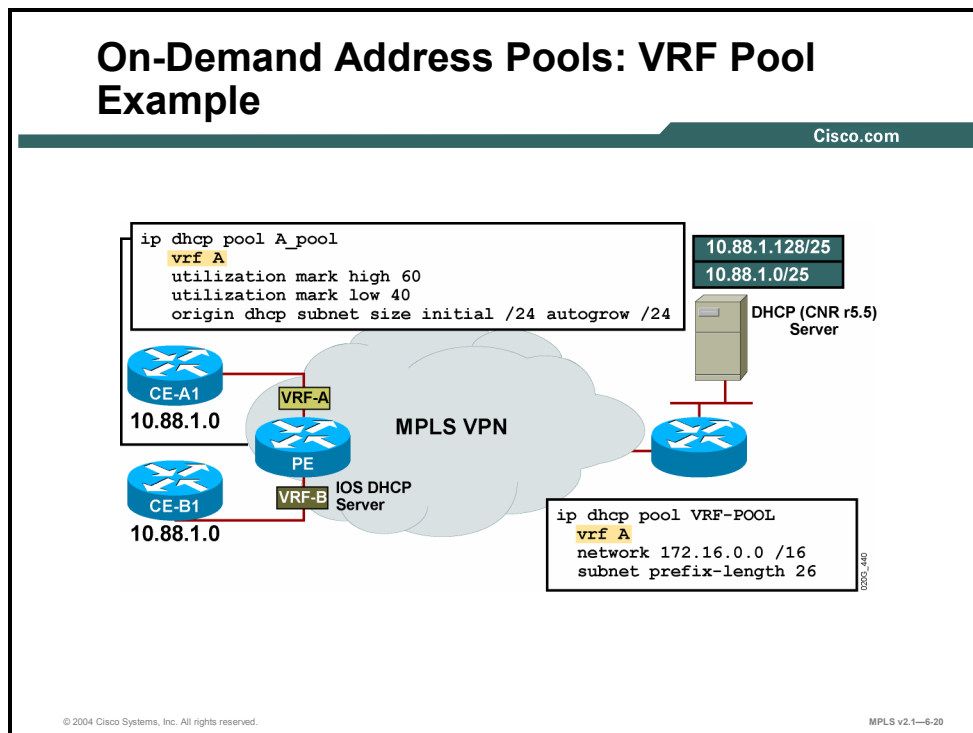 On-Demand Address Pools: VRF Pool
Example
Cisco.com
ip dhcp pool A_pool
vrf A
utilization mark high 60
utilization mark low 40
origin dhcp subnet size initial /24 autogrow /24
10.88.1.128/25
10.88.1.0/25
DHCP (CNR r5.5)
Server
CE-A1
10.88.1.0
VRF-A
MPLS VPN
PE
CE-B1
10.88.1.0
VRF-B
IOS DHCP
Server
ip dhcp pool VRF-POOL
vrf A
network 172.16.0.0 /16
subnet prefix-length 26
020G_440
© 2004 Cisco Systems, Inc. All rights reserved.
MPLS v2.1—6-20